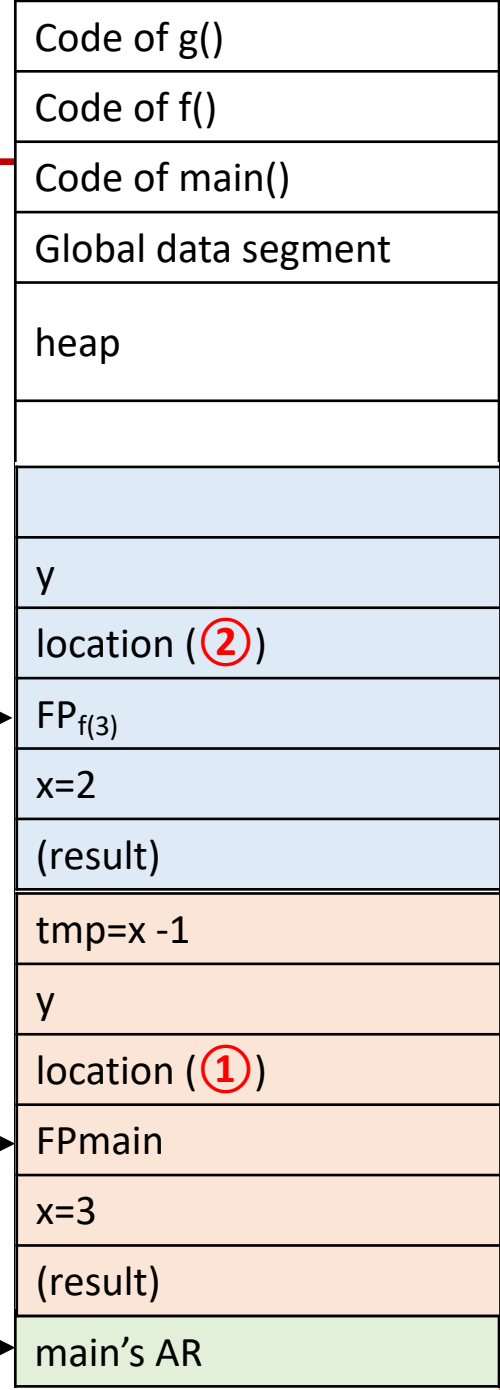 Code of g()
Code of f()
Code of main()
Global data segment
heap
y
location (②)
FPf(3)
x=2
(result)
tmp=x -1
y
location (①)
FPmain
x=3
(result)
main’s AR